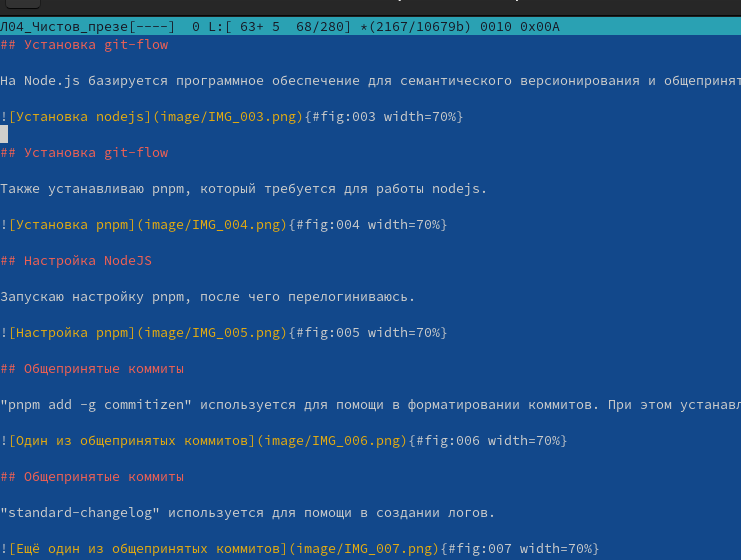 Л04_Чистов_презе[----]  0 L:[ 63+ 5  68/280] *(2167/10679b) 0010 0x00A
## Установка git-flow
На Node.js базируется программное обеспечение для семантического версионирования и общепринят
![Установка nodejs](image/IMG_003.png){#fig:003 width=70%}
## Установка git-flow
Также устанавливаю pnpm, который требуется для работы nodejs.
![Установка pnpm](image/IMG_004.png){#fig:004 width=70%}
## Настройка NodeJS
Запускаю настройку pnpm, после чего перелогиниваюсь.
![Настройка pnpm](image/IMG_005.png){#fig:005 width=70%}
## Общепринятые коммиты
"pnpm add -g commitizen" используется для помощи в форматировании коммитов. При этом устанавл
![Один из общепринятых коммитов](image/IMG_006.png){#fig:006 width=70%}
## Общепринятые коммиты
"standard-changelog" используется для помощи в создании логов.
![Ещё один из общепринятых коммитов](image/IMG_007.png){#fig:007 width=70%}